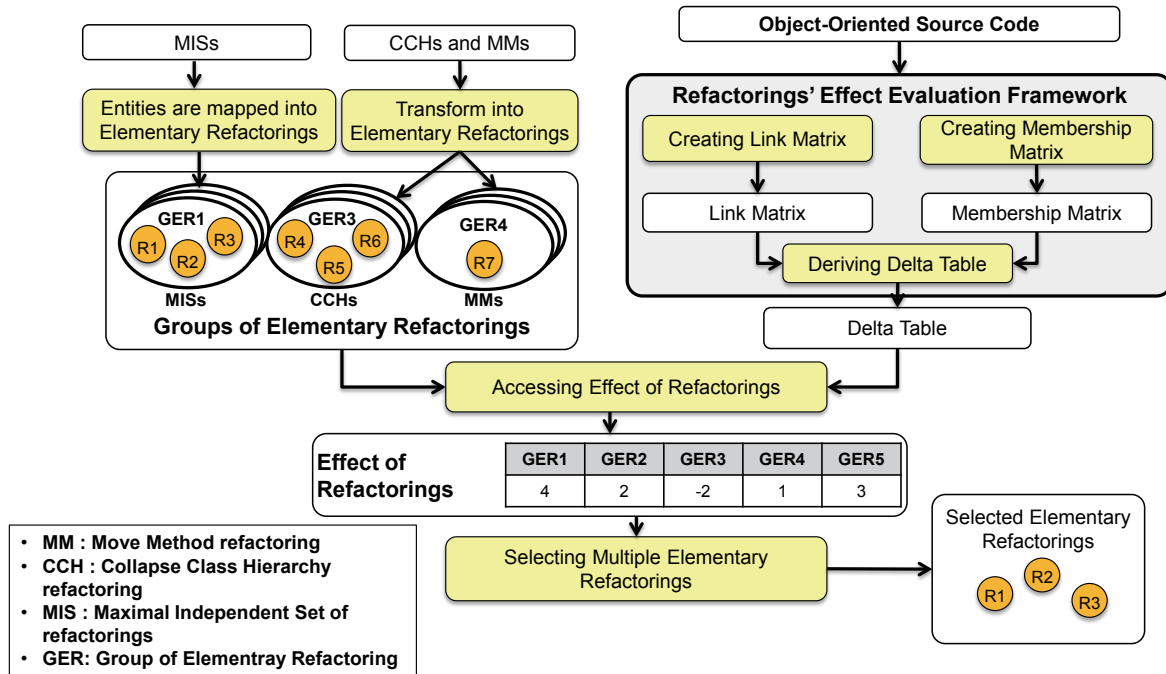 MISs
CCHs and MMs
Object-Oriented Source Code
Entities are mapped into
Elementary Refactorings
Transform into
Elementary Refactorings
Refactorings' Effect Evaluation Framework
Creating Link Matrix
Creating Membership
Matrix
Link Matrix
Membership Matrix
Deriving Delta Table
Delta Table
GER1
R1
R2
R3
MISs
GER3
R4
R5
R6
CCHs
GER4
R7
MMs
Groups of Elementary Refactorings
Accessing Effect of Refactorings
Effect of
Refactorings
GER1 GER2 GER3 GER4 GER5
4 2 -2 1 3
Selecting Multiple Elementary
Refactorings
Selected Elementary
Refactorings
R1
R2
R3
• MM : Move Method refactoring
• CCH : Collapse Class Hierarchy
refactoring
• MIS : Maximal Independent Set of
refactorings
• GER: Group of Elementray Refactoring